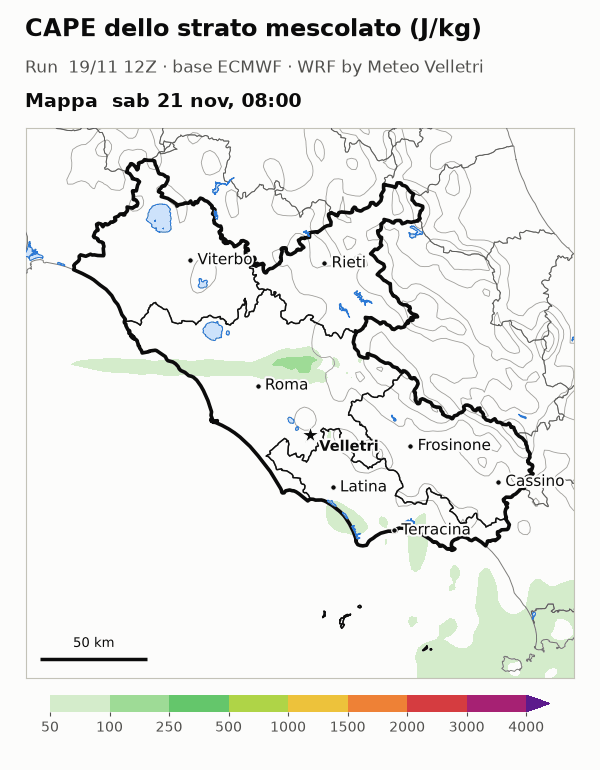 CAPE dello strato mescolato (J/kg)
Run 19/11 12Z · base ECMWF · WRF by Meteo Velletri
Mappa sab 21 nov, 08:00
Viterbo
Rieti
Roma
Velletri
Frosinone
Latina
Cassino
Terracina
50 km
50 100 250 500 1000 1500 2000 3000 4000